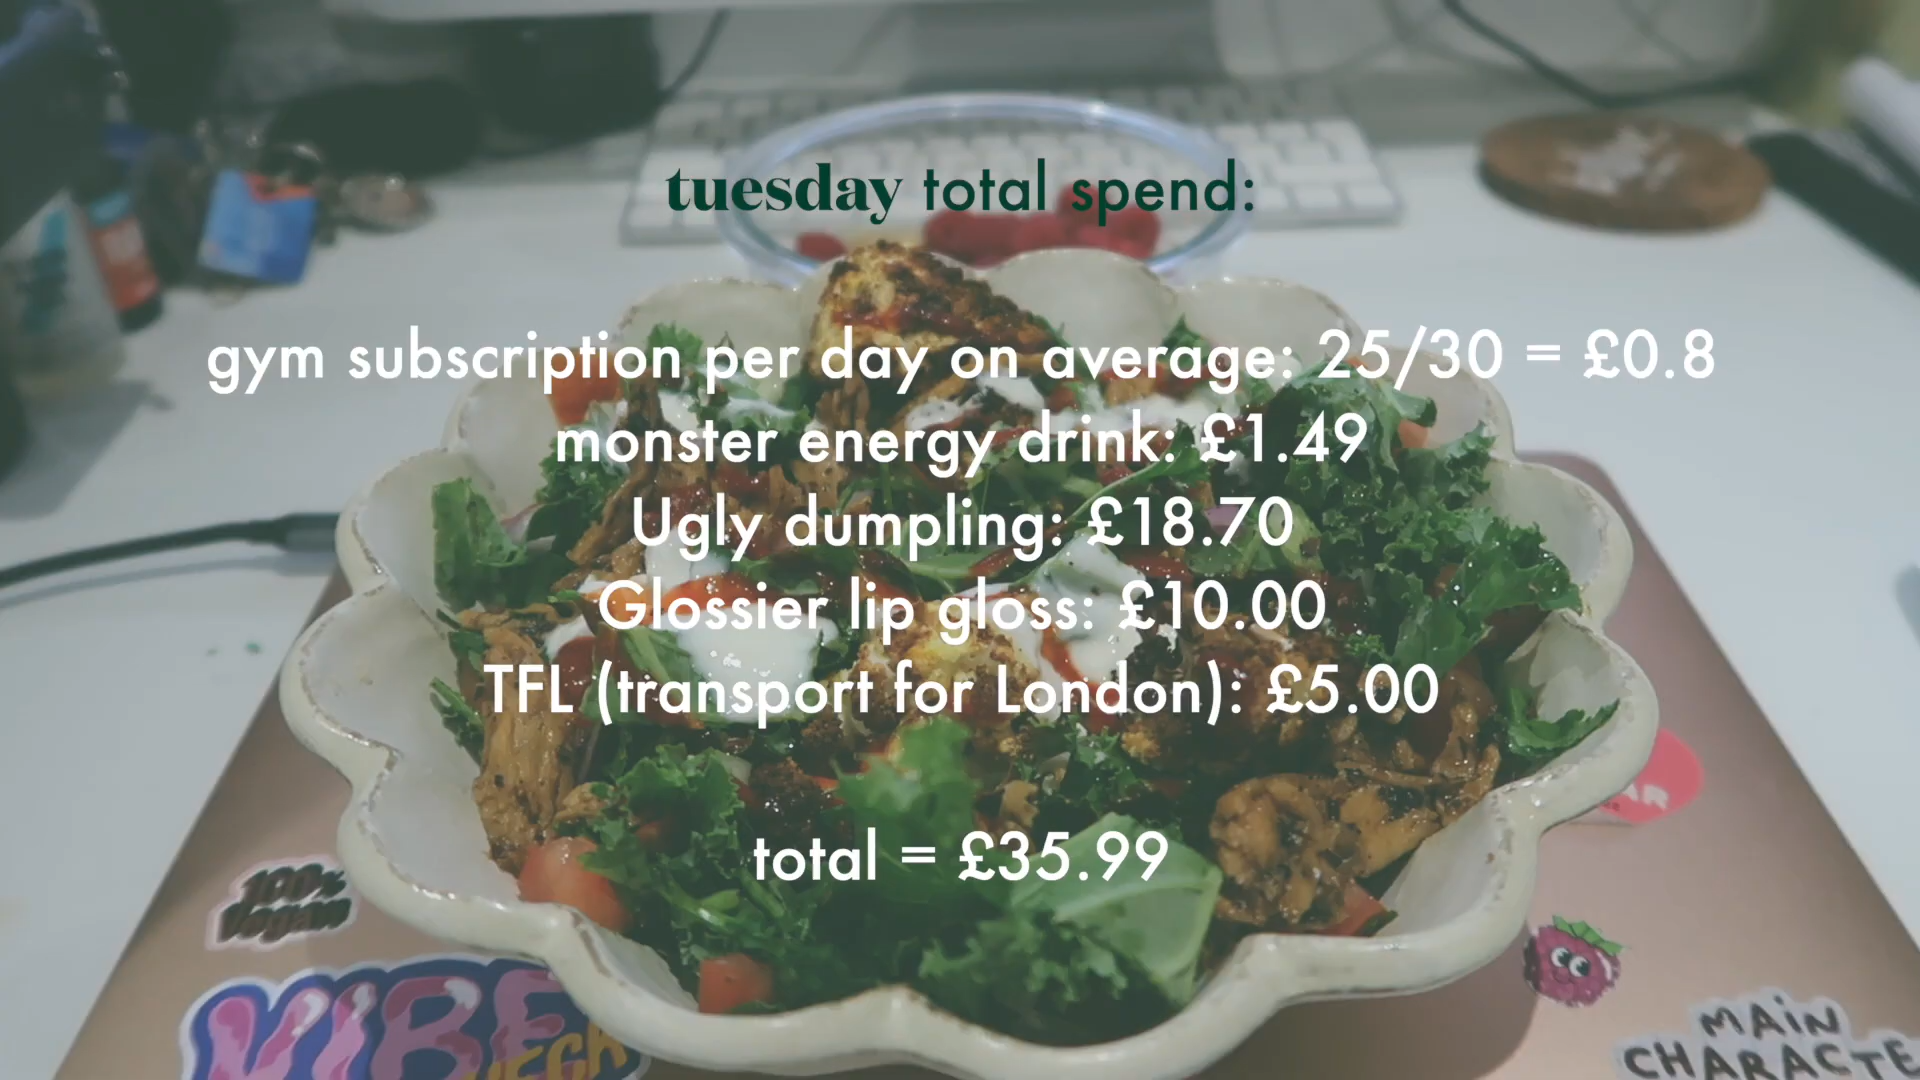 tuesday total spend:
gym subscription per day on average: 25/30 = £0.8
monster energy drink: £1.49
Ugly dumpling: £18.70
Glossier lip gloss: £10.00
TFL (transport for London): £5.00
total = £35.99
100%
Vegan
VIBE
MAiN
CHARACTE